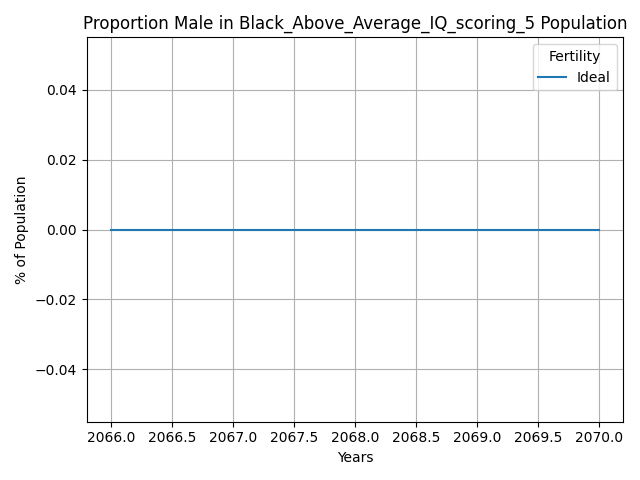 Proportion Male in Black_Above_Average_IQ_scoring_5 Population
Fertility
Ideal
0.04
0.02
0.00
−0.02
−0.04
% of Population
2066.0 2066.5 2067.0 2067.5 2068.0 2068.5 2069.0 2069.5 2070.0
Years